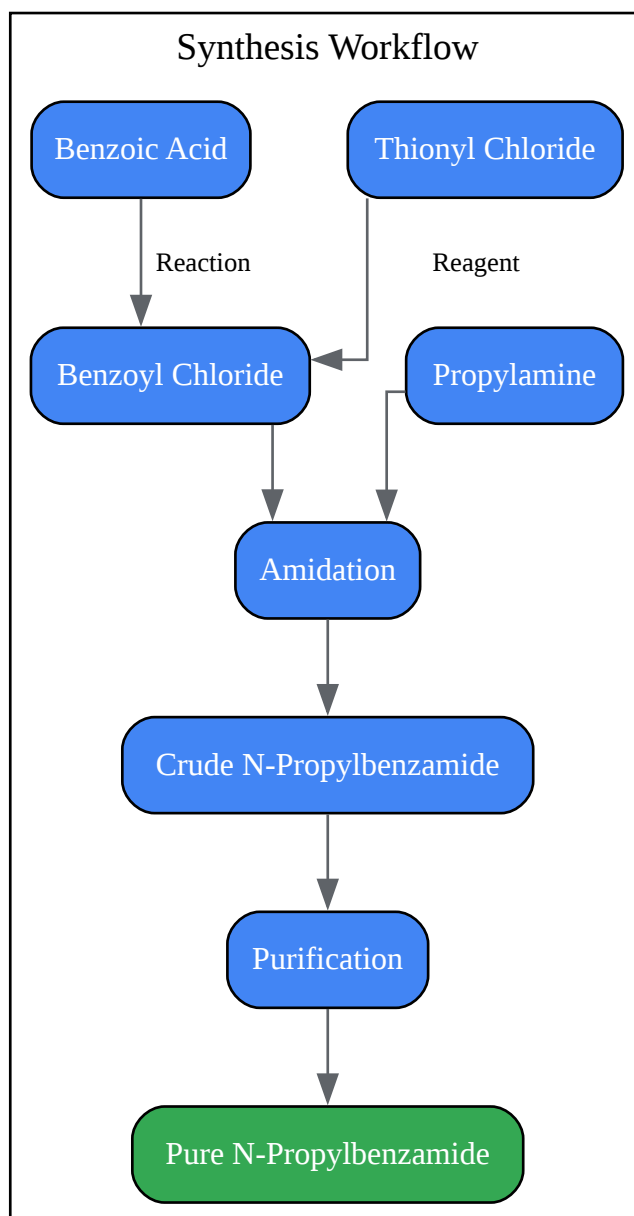 Synthesis Workflow
Benzoic Acid
Thionyl Chloride
Reaction
Reagent
Benzoyl Chloride
Propylamine
Amidation
Crude N-Propylbenzamide
Purification
Pure N-Propylbenzamide